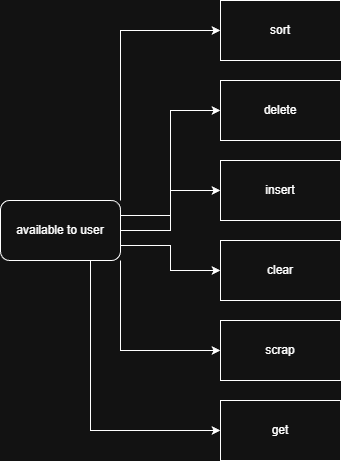 sort
delete
insert
available to user
clear
scrap
get